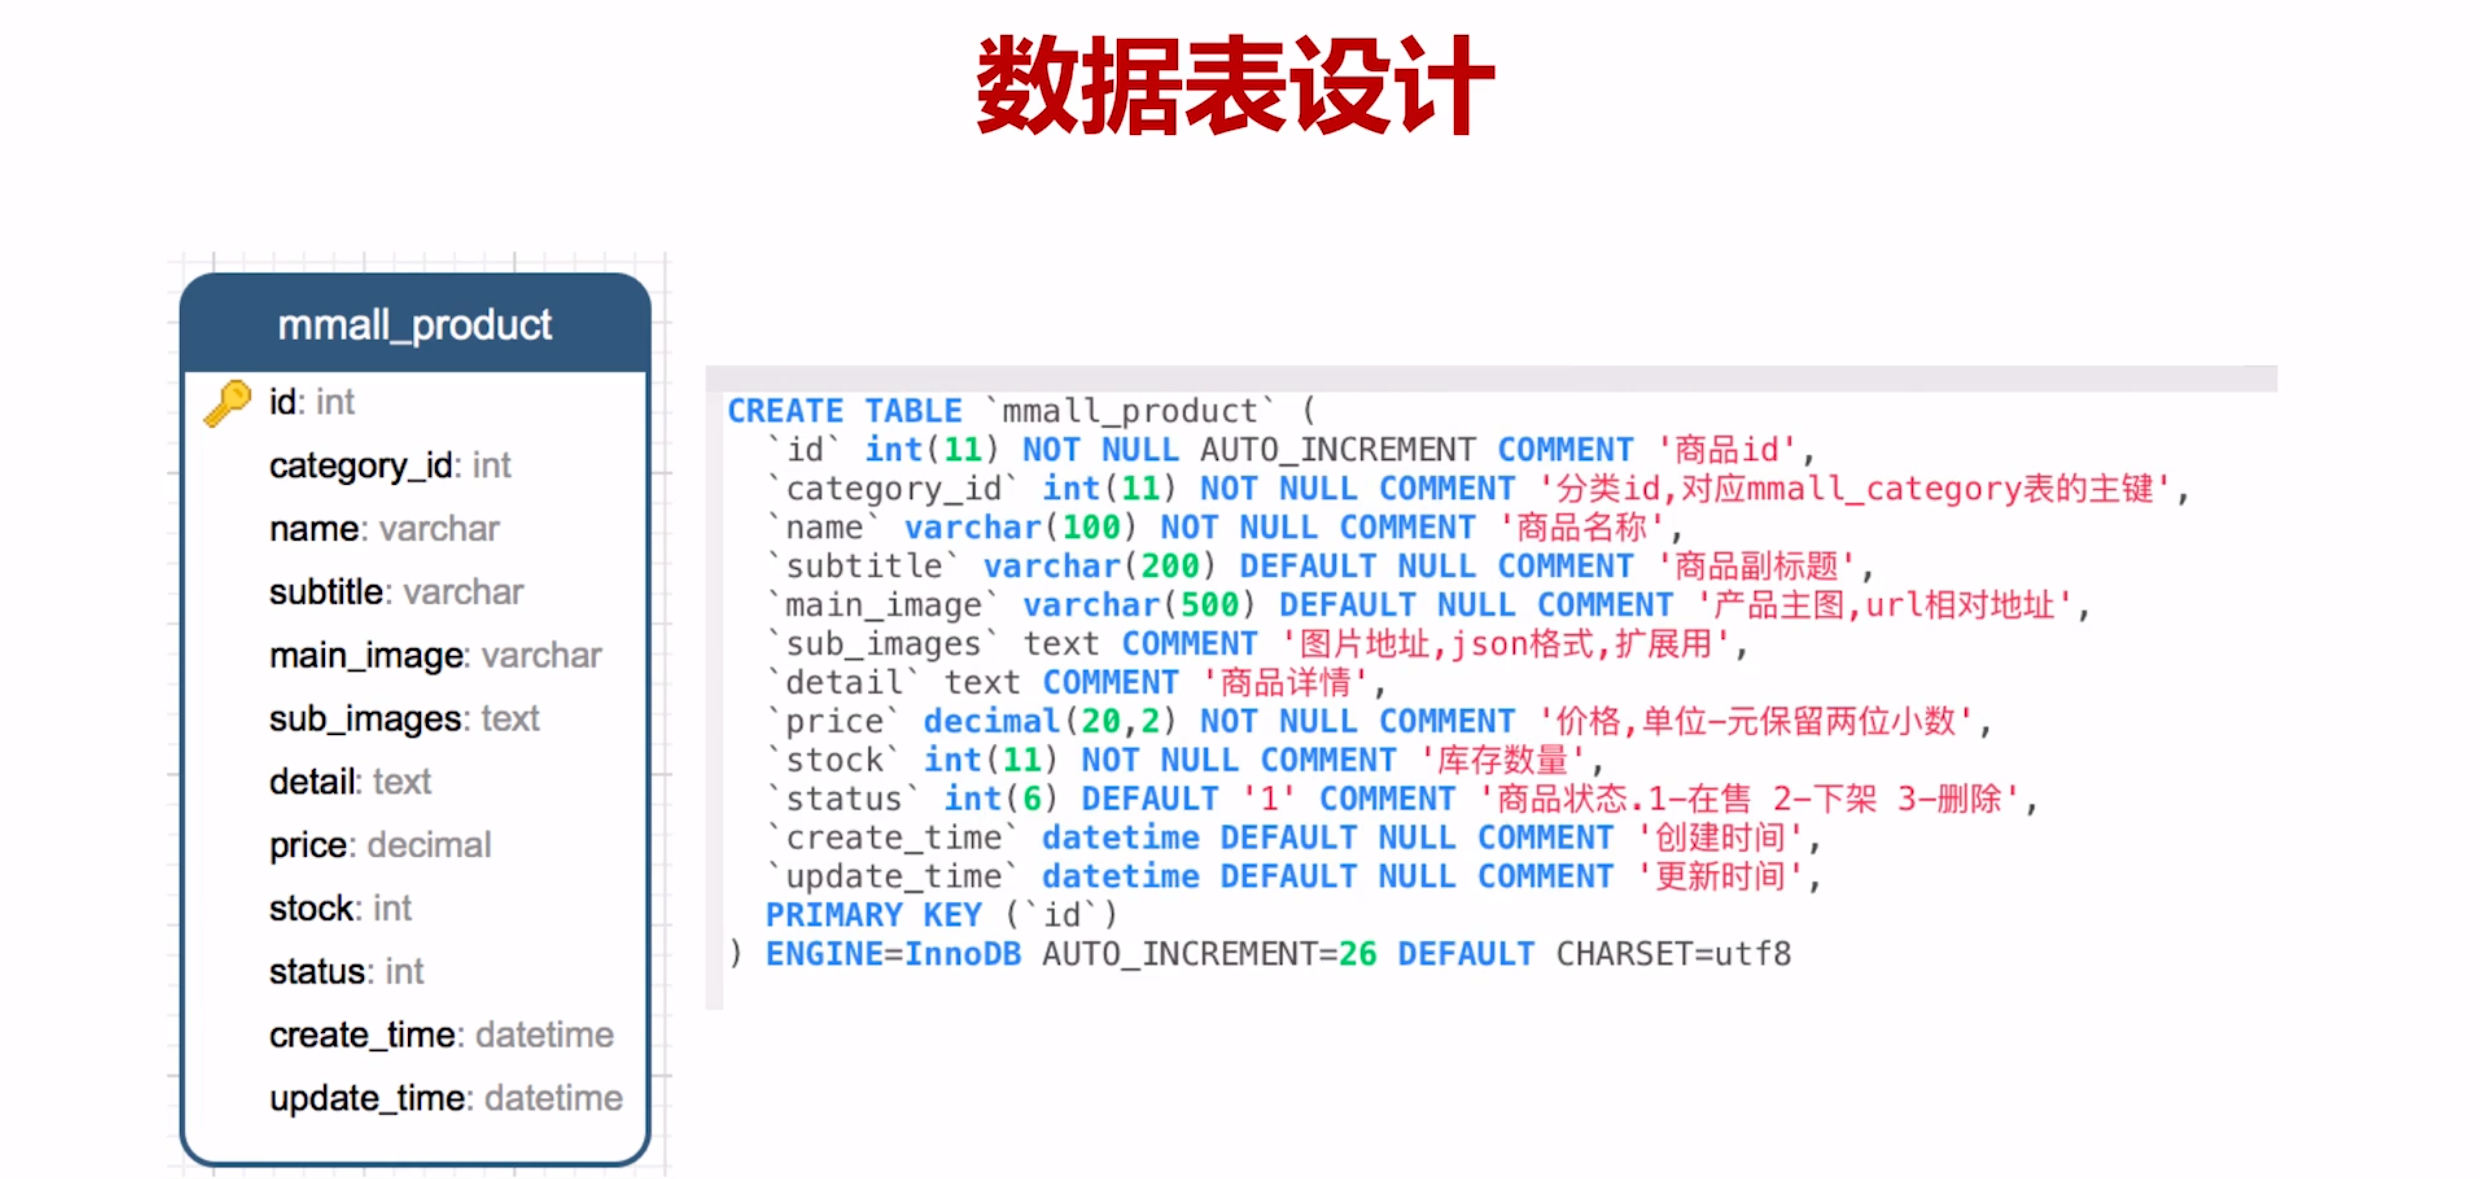 数据表设计
mmall_product
id: int
category_id: int
name: varchar
subtitle: varchar
main_image: varchar
sub_images: text
detail: text
price: decimal
stock: int
status: int
create_time: datetime
update_time: datetime
CREATE TABLE `mmall_product` (
`id` int(11) NOT NULL AUTO_INCREMENT COMMENT '商品id',
`category_id` int(11) NOT NULL COMMENT '分类id,对应mmall_category表的主键',
`name` varchar(100) NOT NULL COMMENT '商品名称',
`subtitle` varchar(200) DEFAULT NULL COMMENT '商品副标题',
`main_image` varchar(500) DEFAULT NULL COMMENT '产品主图,url相对地址',
`sub_images` text COMMENT '图片地址,json格式,扩展用',
`detail` text COMMENT '商品详情',
`price` decimal(20,2) NOT NULL COMMENT '价格,单位-元保留两位小数',
`stock` int(11) NOT NULL COMMENT '库存数量',
`status` int(6) DEFAULT '1' COMMENT '商品状态.1-在售 2-下架 3-删除',
`create_time` datetime DEFAULT NULL COMMENT '创建时间',
`update_time` datetime DEFAULT NULL COMMENT '更新时间',
PRIMARY KEY (`id`)
) ENGINE=InnoDB AUTO_INCREMENT=26 DEFAULT CHARSET=utf8